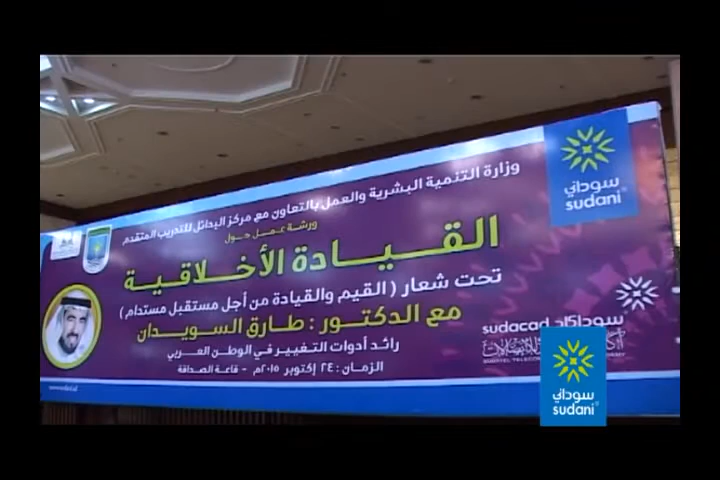 وزارة التنمية البشرية والعمل بالتعاون مع مركز البدائل للتدريب المتقدم
ورشة عمل حول
القيادة الأخلاقية
تحت شعار ( القيم والقيادة من أجل مستقبل مستدام )
مع الدكتور : طارق السويدان
رائد أدوات التغيير في الوطن العربي
الزمان : ٢٤ إكتوبر ٢٠١٥م - قاعة الصداقة
سوداني
sudani
sudacad سوداكاد
سوداني
sudani